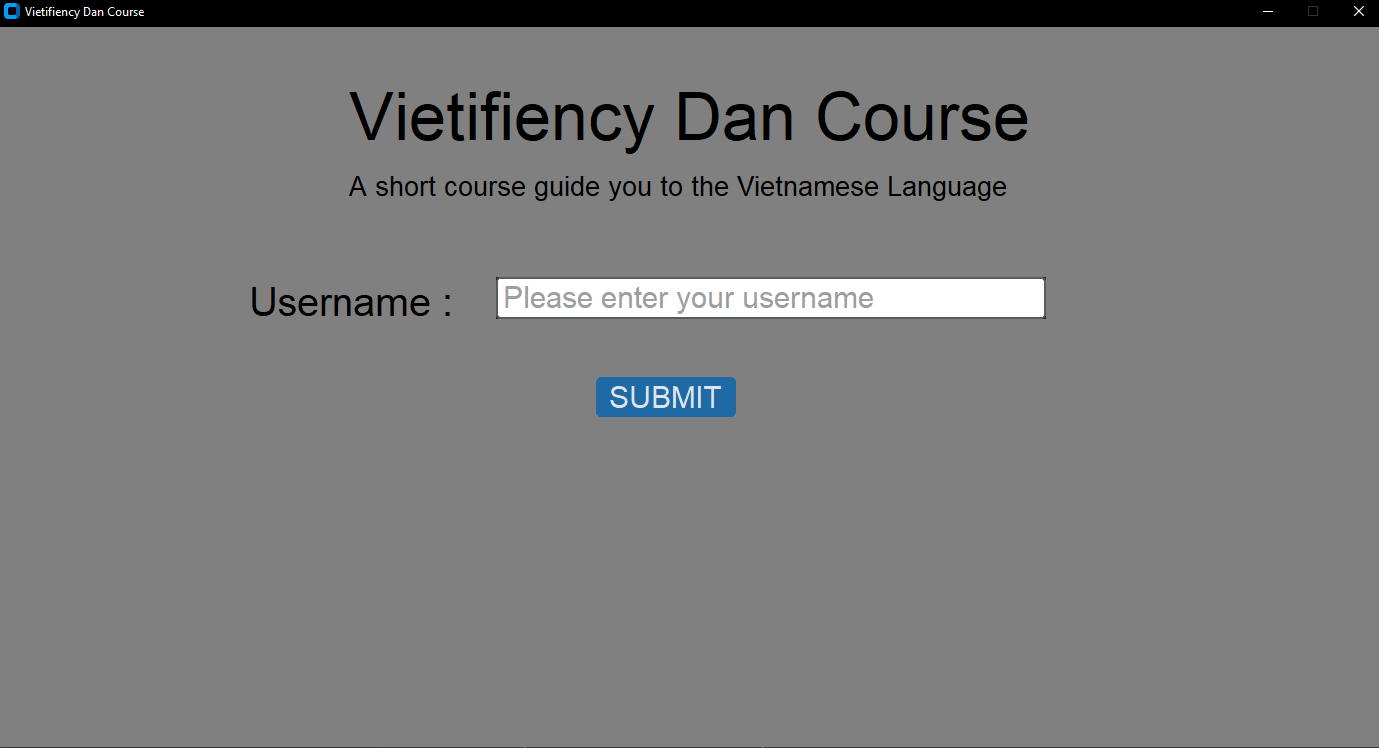 Vietifiency Dan Course
Vietifiency Dan Course
A short course guide you to the Vietnamese Language
Username :
Please enter your username
SUBMIT